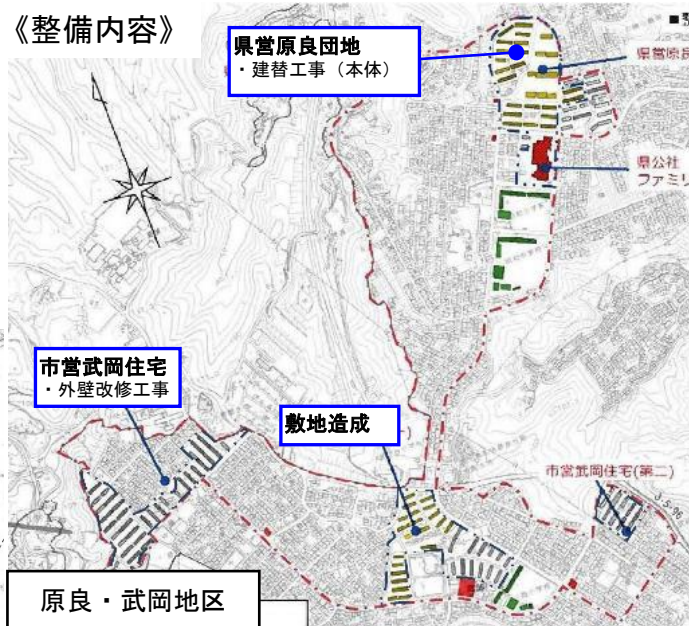 《整備内容》
県営原良団地
・建替工事（本体）
県営原良
県公社
ファミリ
市営武岡住宅
・外壁改修工事
敷地造成
市営武岡住宅(第二)
3・5・96
原良・武岡地区